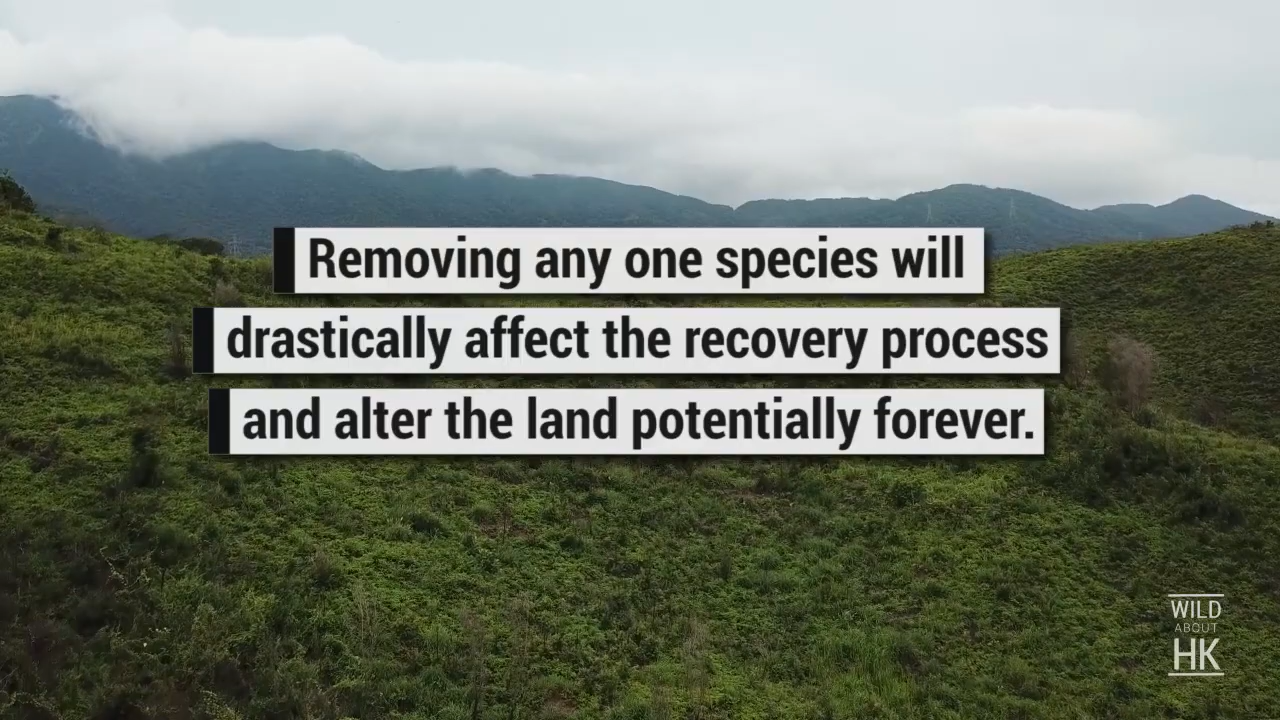 Removing any one species will
drastically affect the recovery process
and alter the land potentially forever.
WILD
ABOUT
HK